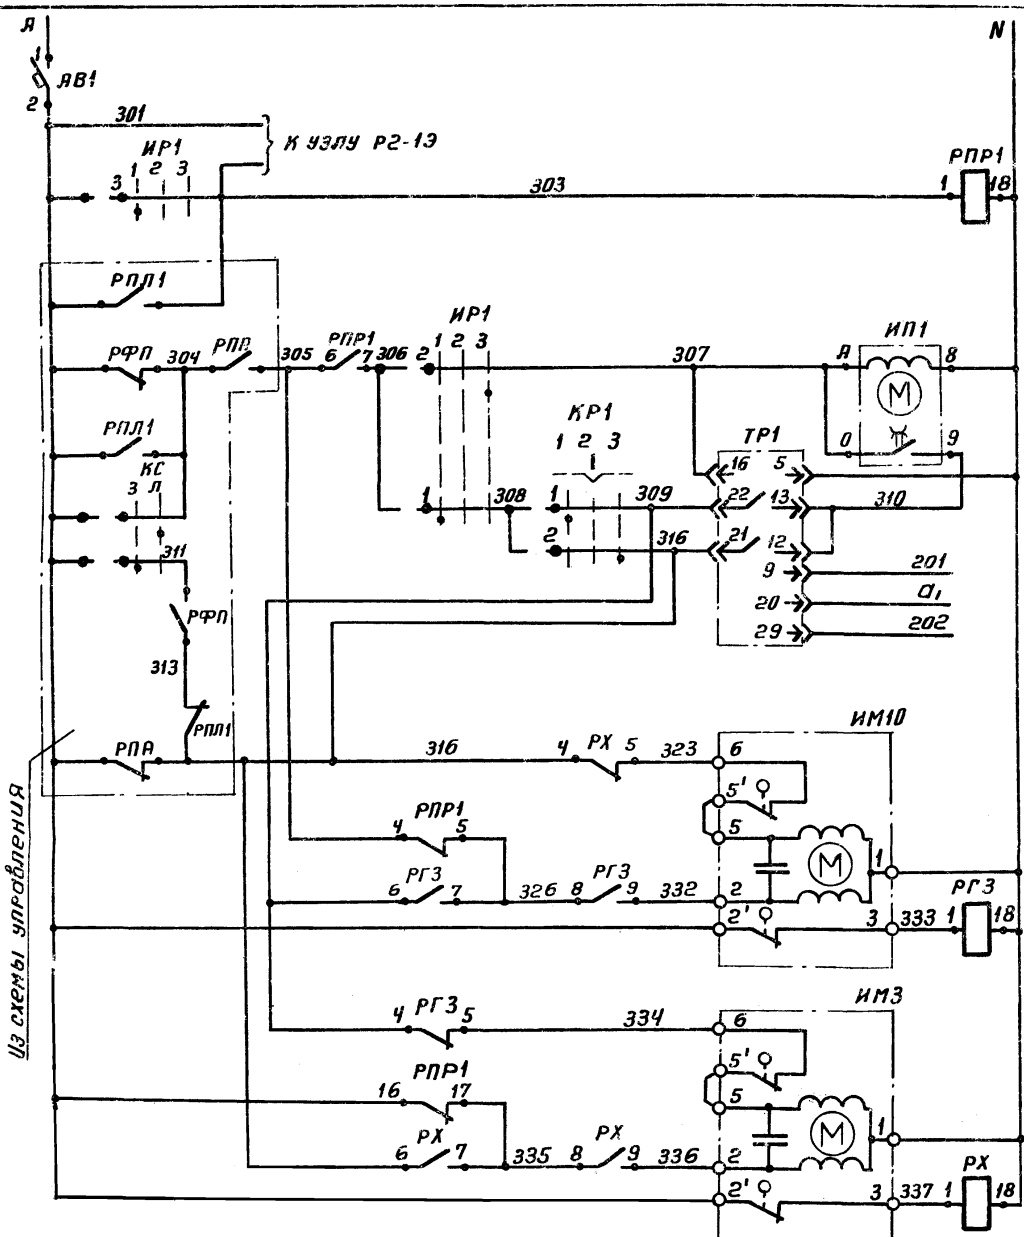 Я N
1
ЯВ1
2
301
К УЗЛУ Р2-1Э
ИР1
1 2 3
3
303
РПР1
1 18
РПЛ1
РФП 304 РПП 305 6 РПР1 7 306 2
ИР1
1 2 3
307
Я ИП1 8
М
О 9
РПЛ1
КС
З Л
КР1
1 2 3
ТР1
16 5
1 308 1 309 22 13 310
2 316 21 12
311
9 201
20 а₁
29 202
РФП
313
РПЛ1
РПА 316 4 РХ 5 323 6
ИМ10
5'
5
М
1
4 РПР1 5
6 РГЗ 7 326 8 РГЗ 9 332 2
2' 3 333 1 18
РГЗ
Из схемы управления
ИМЗ
4 РГЗ 5 334 6
5'
5
М
1
16 РПР1 17
6 РХ 7 335 8 РХ 9 336 2
2' 3 337 1 18
РХ